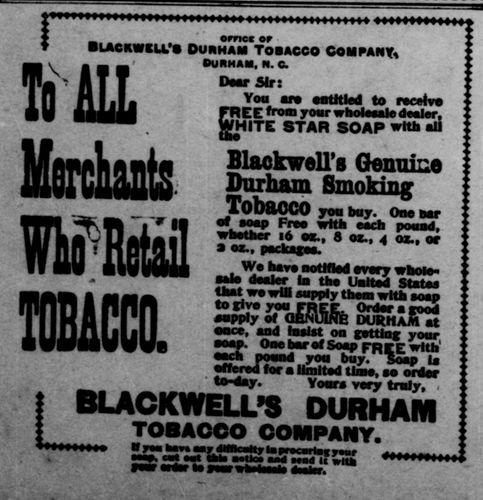 To ALL
Merchants
Who Retail
TOBACCO.
OFFICE OF
BLACKWELL'S DURHAM TOBACCO COMPANY,
DURHAM, N. C.
Dear Sir:
You are entitled to receive
FREE from your wholesale dealer,
WHITE STAR SOAP with all
the
Blackwell's Genuine
Durham Smoking
Tobacco you buy. One bar
of soap Free with each pound,
whether 16 oz., 8 oz., 4 oz., or
2 oz., packages.
We have notified every whole-
sale dealer in the United States
that we will supply them with soap
to give you FREE. Order a good
supply of GENUINE DURHAM at
once, and insist on getting your
soap. One bar of Soap FREE with
each pound you buy. Soap is
offered for a limited time, so order
to-day. Yours very truly,
BLACKWELL'S DURHAM
TOBACCO COMPANY.
If you have any difficulty in procuring your
soap, cut out this notice and send it with
your order to your wholesale dealer.